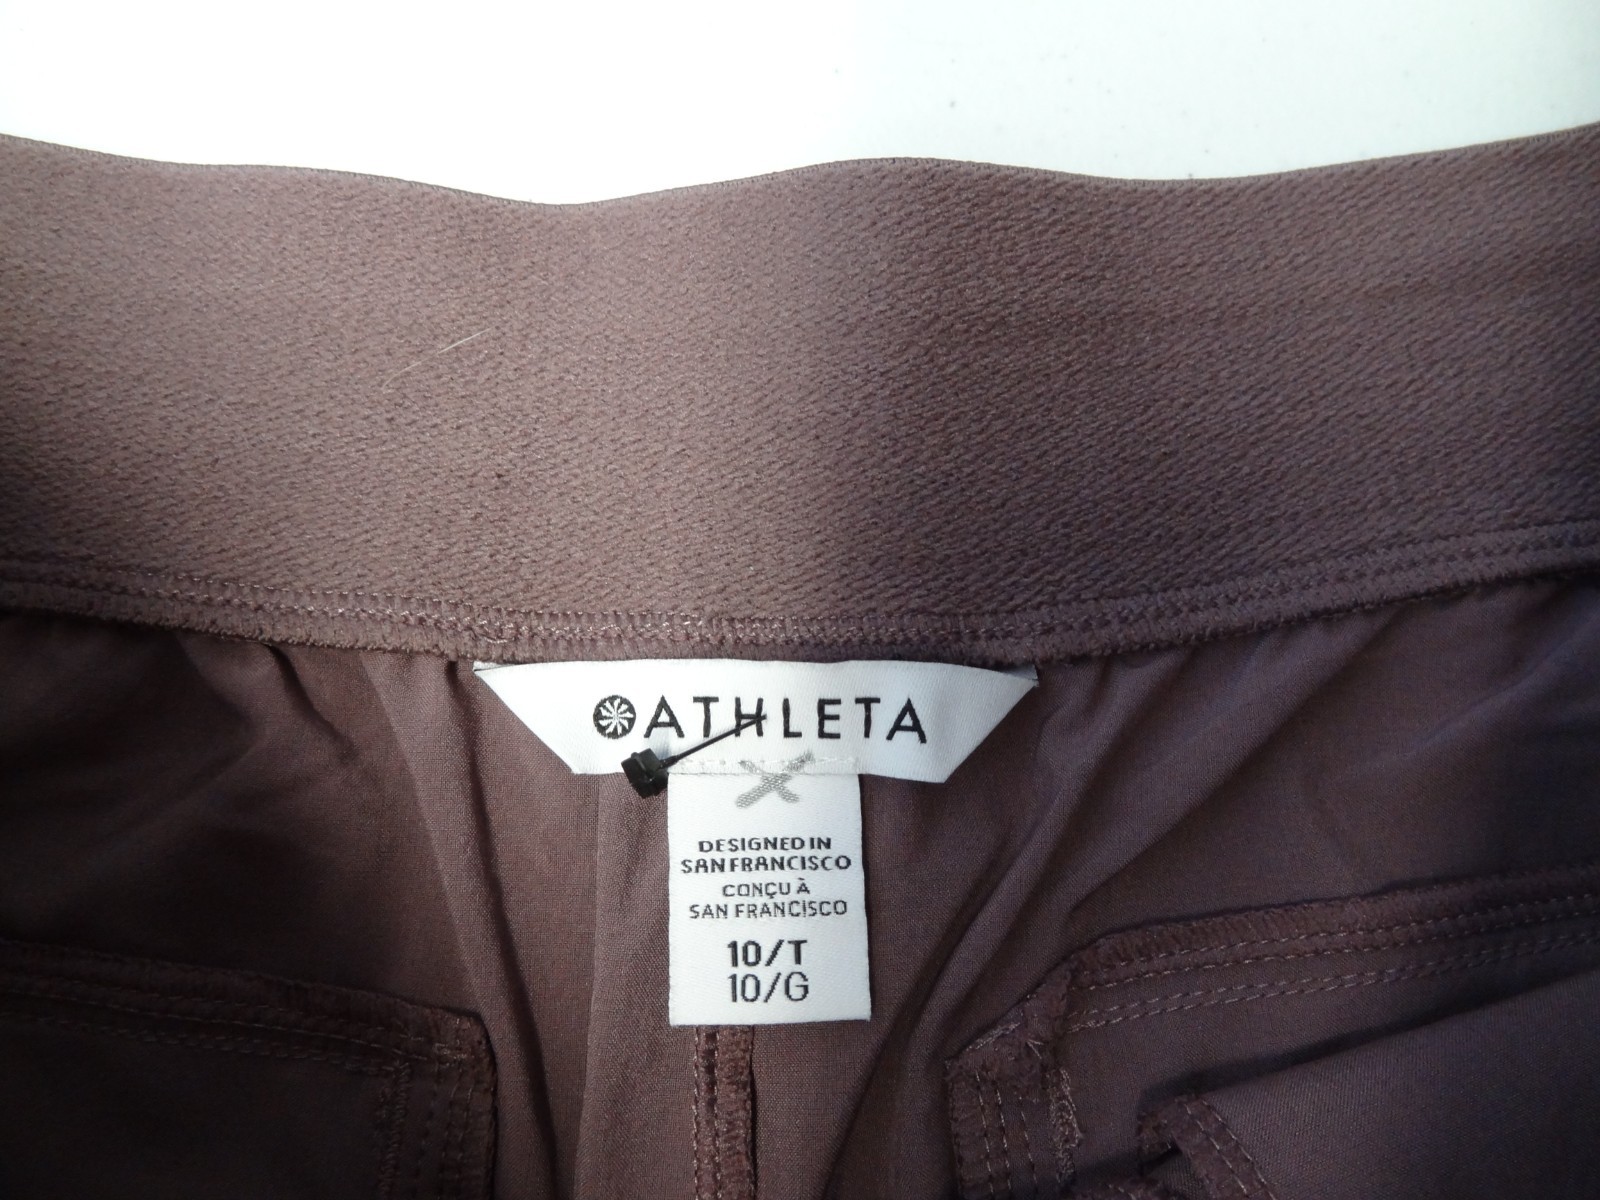 ATHLETA
DESIGNED IN
SAN FRANCISCO
CONÇU À
SAN FRANCISCO
10/T
10/G